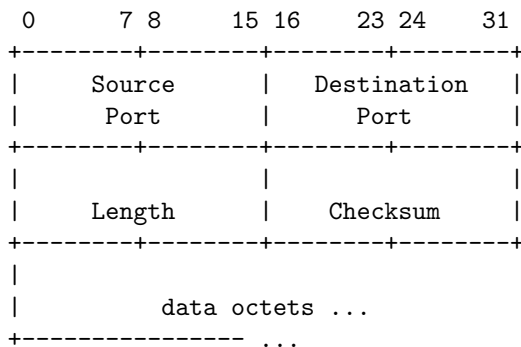 0      7 8     15 16    23 24    31
+--------+--------+--------+--------+
|     Source      |   Destination   |
|      Port       |      Port       |
+--------+--------+--------+--------+
|                 |                 |
|     Length      |    Checksum     |
+--------+--------+--------+--------+
|
|          data octets ...
+--------------- ...